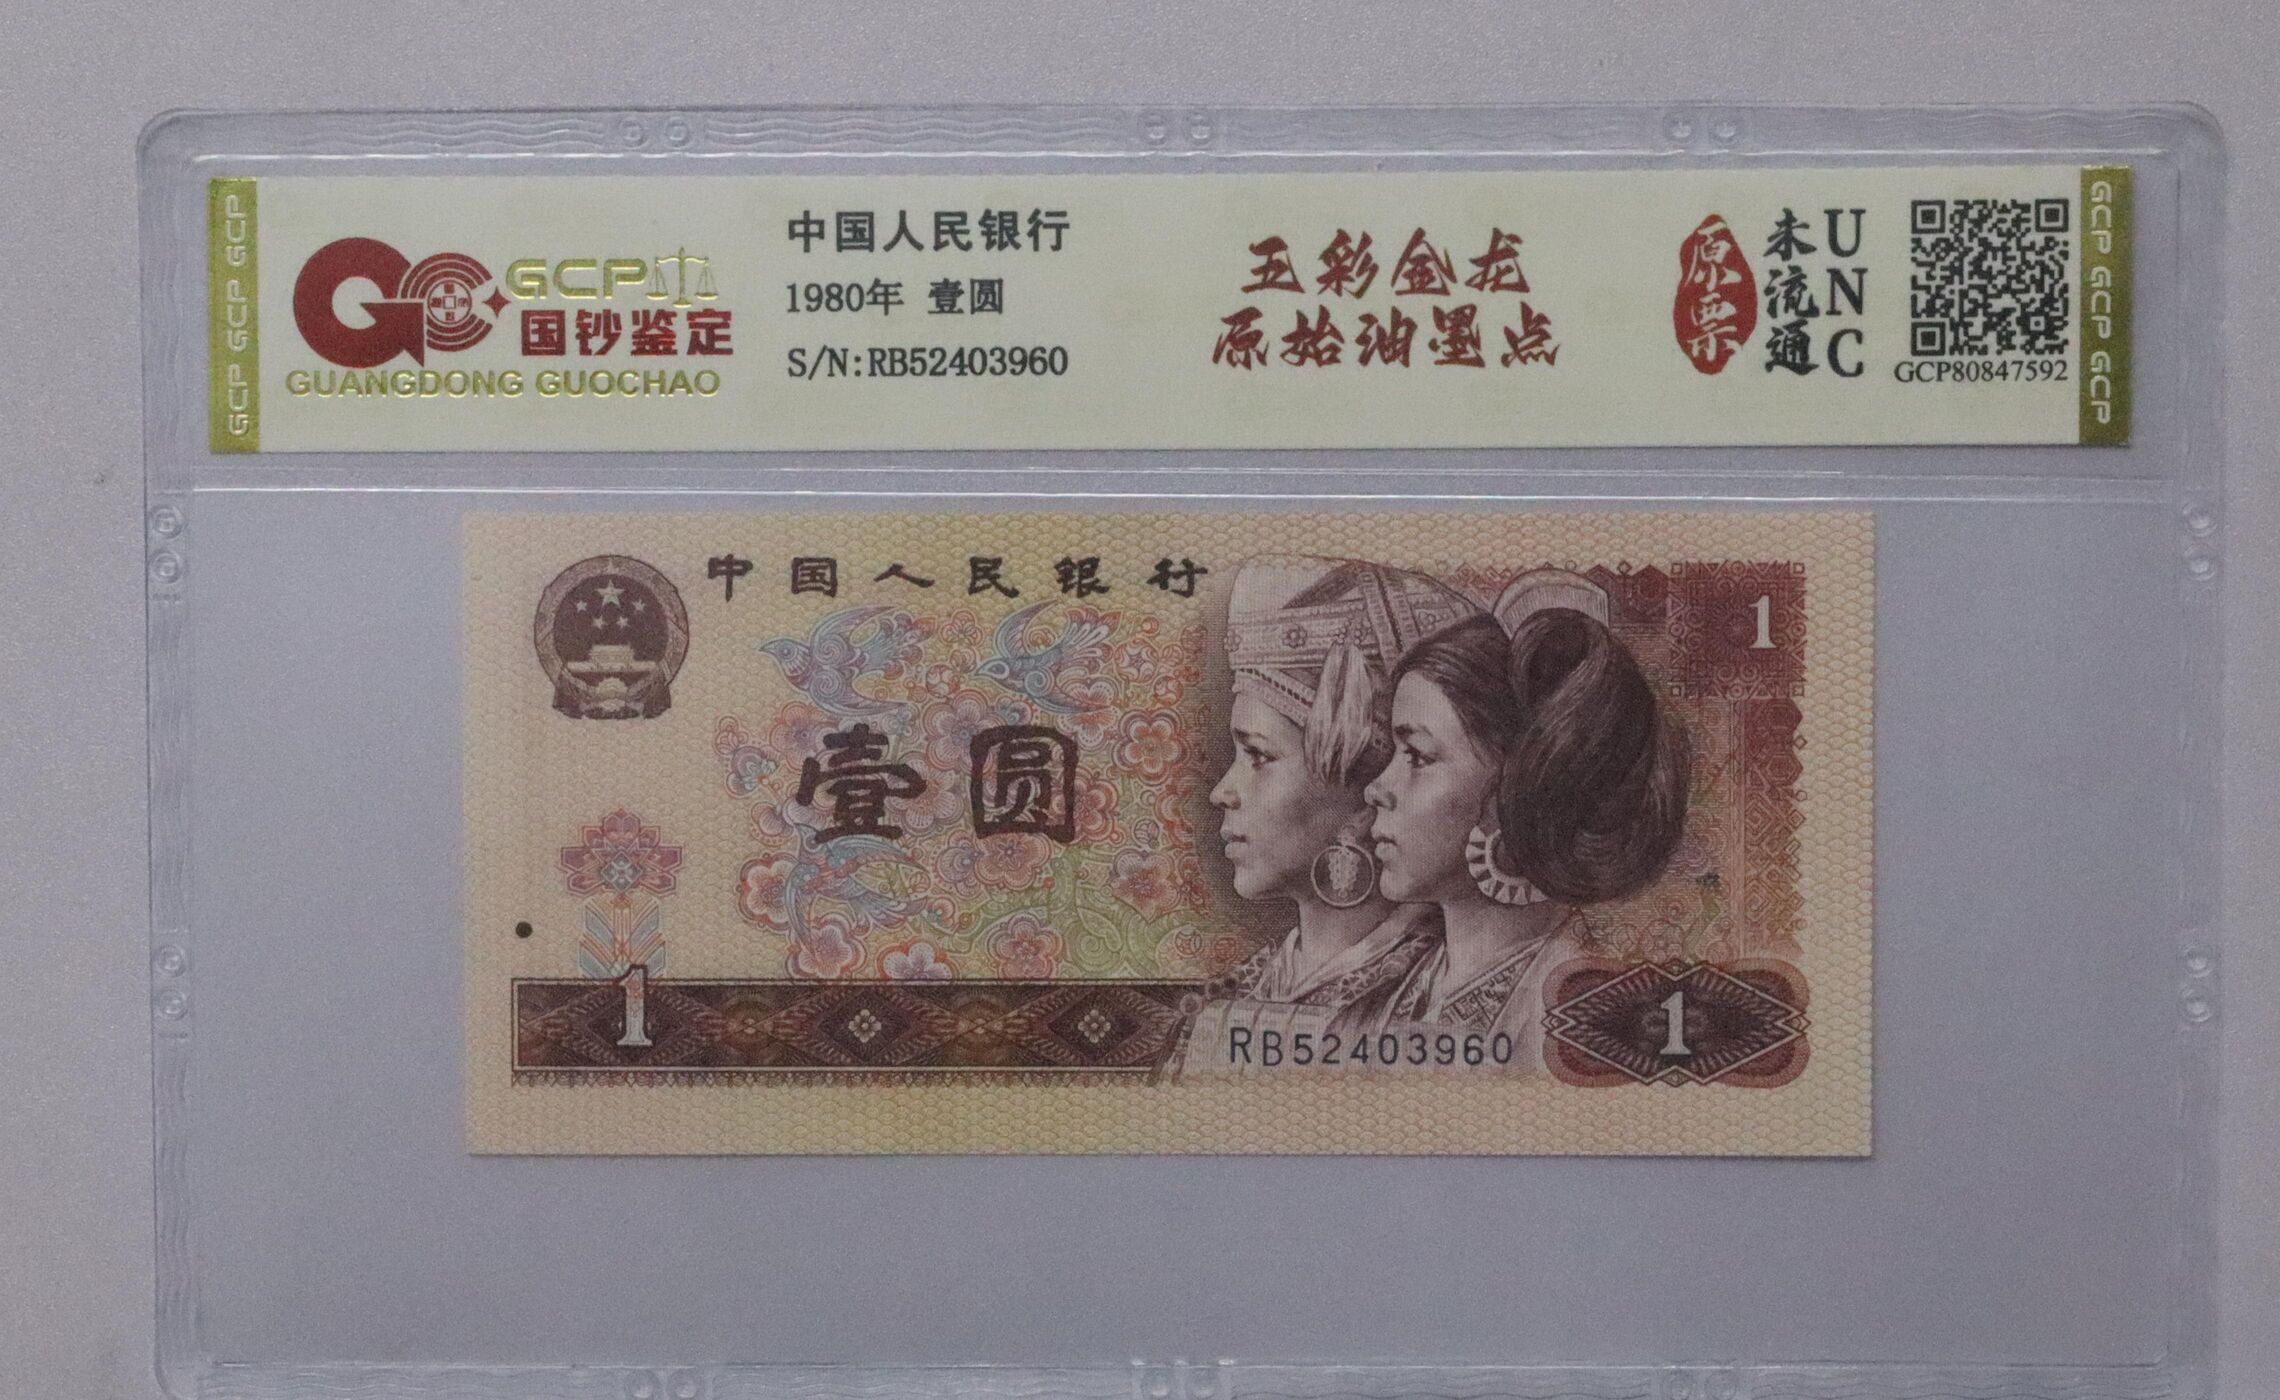 GCP GCP GCP
GCP
国钞鉴定
GUANGDONG GUOCHAO
中国人民银行
1980年 壹圆
S/N:RB52403960
五彩金龙
原始油墨点
原票
未流通
UNC
GCP80847592
GCP GCP GCP
中国人民银行
1
壹圆
1
RB52403960
1